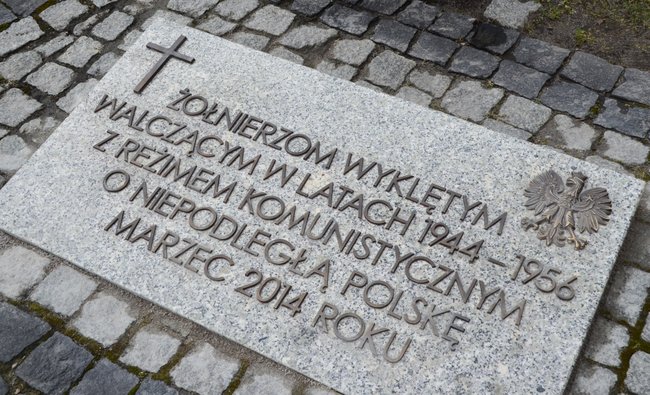 ŻOŁNIERZOM WYKLĘTYM
WALCZĄCYM W LATACH 1944-1956
Z REŻIMEM KOMUNISTYCZNYM
O NIEPODLEGŁĄ POLSKĘ
MARZEC 2014 ROKU